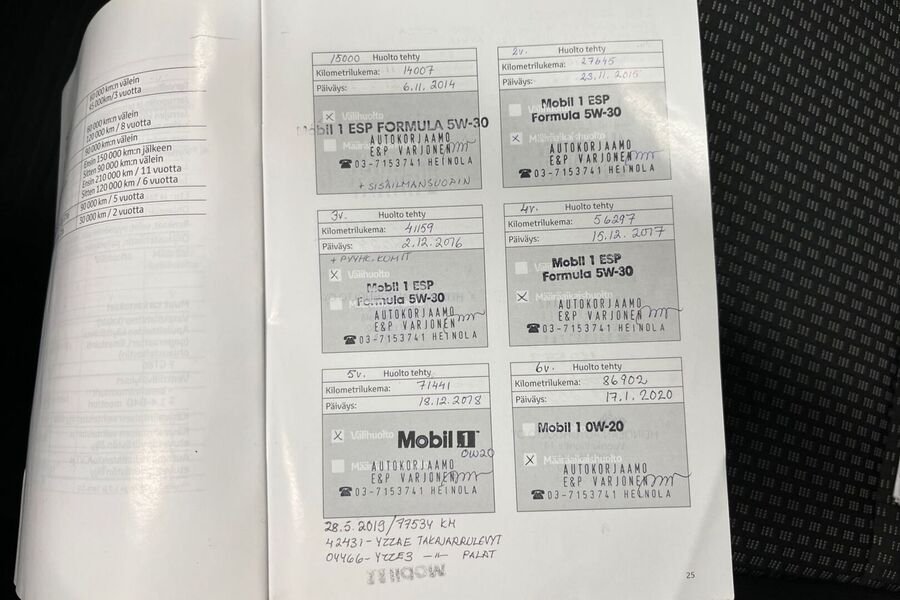 60 000 km:n välein
45 000km/3 vuotta
60 000 km:n välein
120 000 km / 8 vuotta
90 000 km:n välein
Ensin 150 000 km:n jälkeen
Sitten 90 000 km:n välein
Ensin 210 000 km / 11 vuotta
Sitten 120 000 km / 6 vuotta
90 000 km / 5 vuotta
30 000 km / 2 vuotta
15000 Huolto tehty
Kilometrilukema: 14007
Päiväys: 6.11. 2014
Välihuolto
Mobil 1 ESP FORMULA 5W-30
AUTOKORJAAMO
E&P VARJONEN
☎03-7153741 HEINOLA
+ SISÄILMANSUODIN
2v. Huolto tehty
Kilometrilukema: 27645
Päiväys: 23.11. 2015
Mobil 1 ESP
Formula 5W-30
Määräaikaishuolto
AUTOKORJAAMO
E&P VARJONEN
☎03-7153741 HEINOLA
3v. Huolto tehty
Kilometrilukema: 41159
Päiväys: 2.12. 2016
+ PYYHK. KUMIT
Välihuolto
Mobil 1 ESP
Formula 5W-30
AUTOKORJAAMO
E&P VARJONEN
☎03-7153741 HEINOLA
4v. Huolto tehty
Kilometrilukema: 56297
Päiväys: 15.12. 2017
Mobil 1 ESP
Formula 5W-30
Määräaikaishuolto
AUTOKORJAAMO
E&P VARJONEN
☎03-7153741 HEINOLA
5v. Huolto tehty
Kilometrilukema: 71441
Päiväys: 18.12. 2018
Välihuolto
Mobil 1™
0W20
AUTOKORJAAMO
E&P VARJONEN
☎03-7153741 HEINOLA
6v. Huolto tehty
Kilometrilukema: 86902
Päiväys: 17.1. 2020
Mobil 1 0W-20
Määräaikaishuolto
AUTOKORJAAMO
E&P VARJONEN
☎03-7153741 HEINOLA
28.5. 2019/77534 KM
42431-YZZAE TAKAJARRULEVYT
04466-YZZE3 -"- PALAT
25